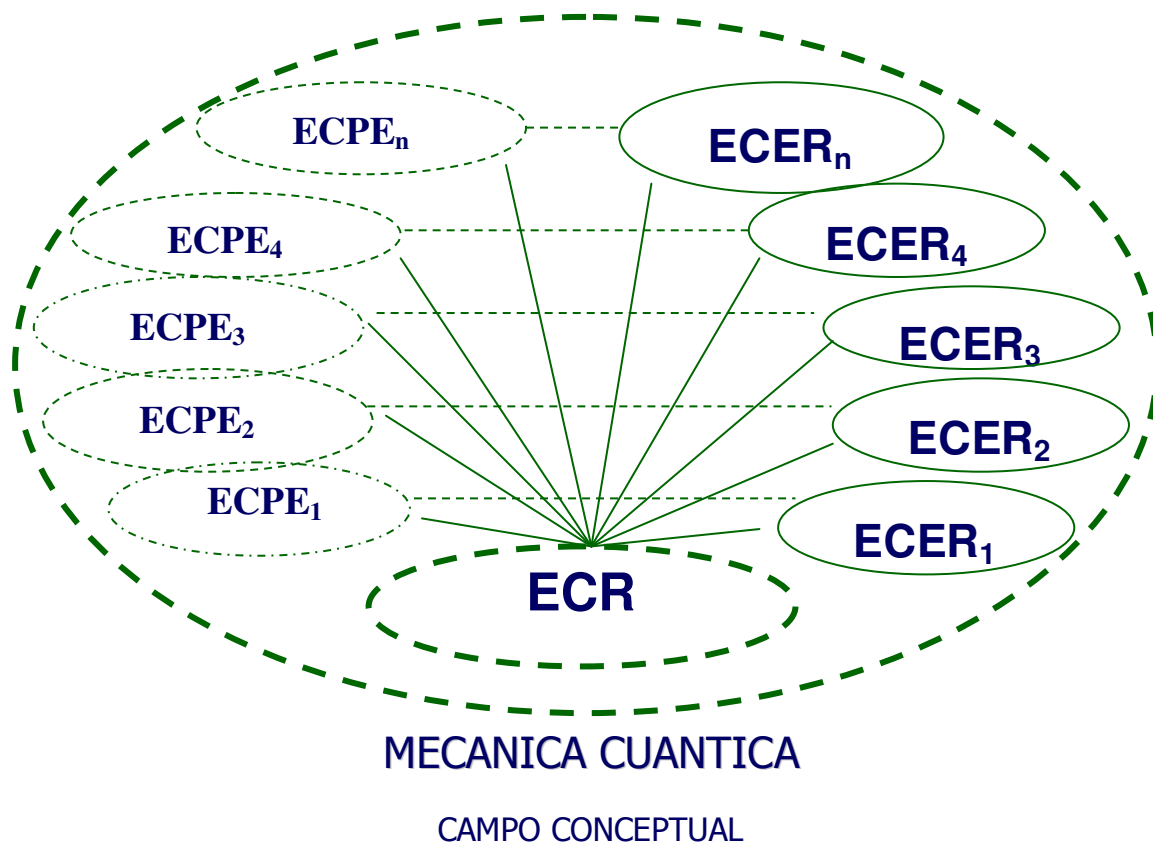 ECPEn ECERn
ECPE4 ECER4
ECPE3 ECER3
ECPE2 ECER2
ECPE1 ECER1
ECR
MECANICA CUANTICA
CAMPO CONCEPTUAL